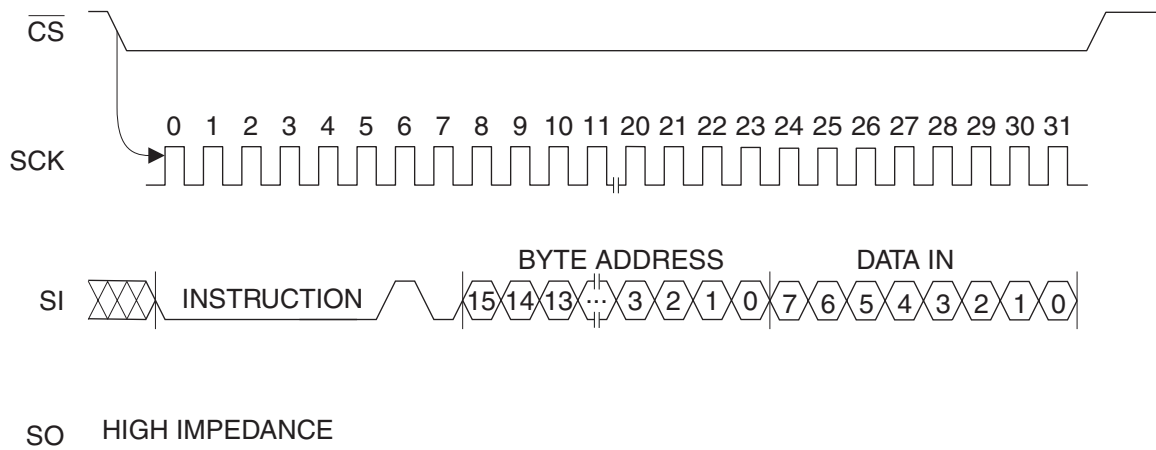 CS
0 1 2 3 4 5 6 7 8 9 10 11 20 21 22 23 24 25 26 27 28 29 30 31
SCK
BYTE ADDRESS DATA IN
SI INSTRUCTION 15 14 13 ... 3 2 1 0 7 6 5 4 3 2 1 0
SO HIGH IMPEDANCE